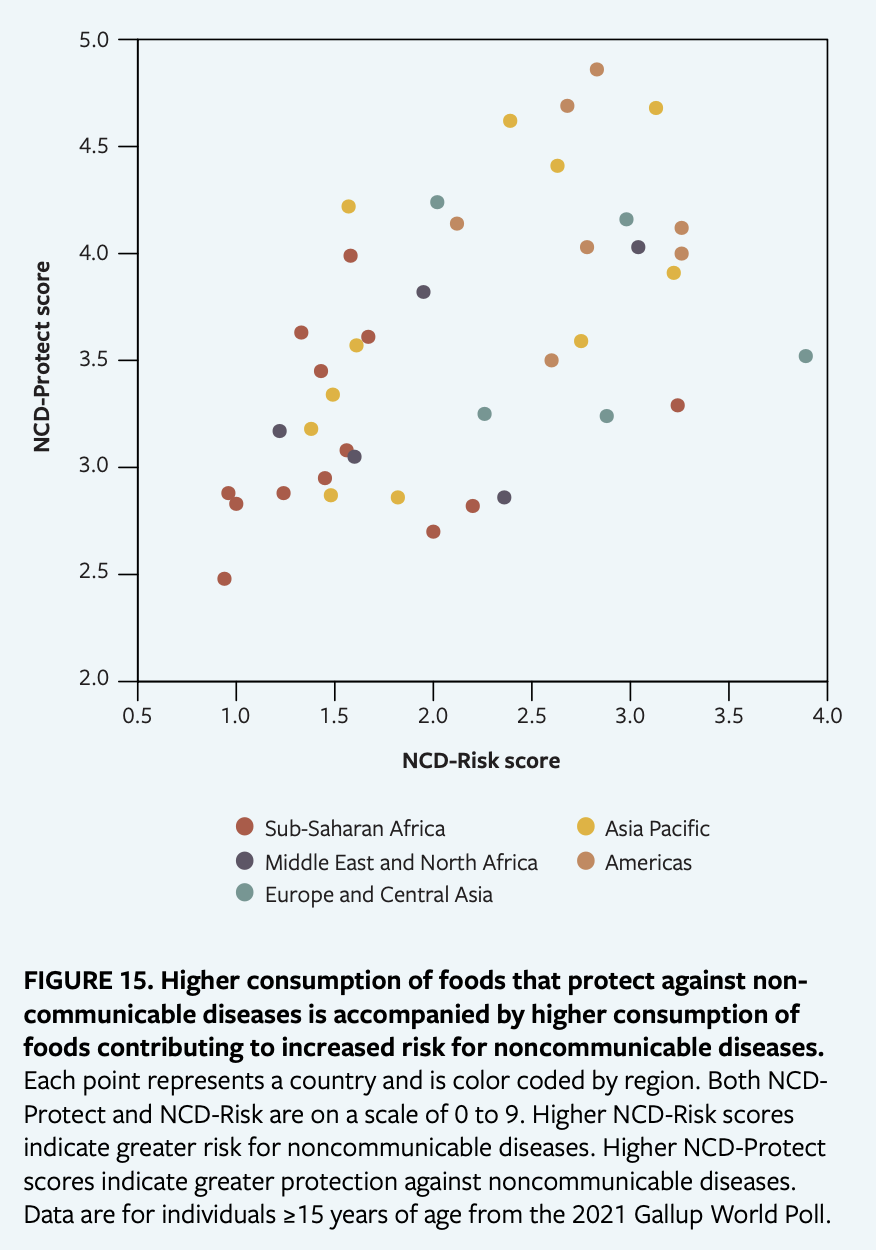 5.0
4.5
4.0
3.5
3.0
2.5
2.0
NCD-Protect score
0.5 1.0 1.5 2.0 2.5 3.0 3.5 4.0
NCD-Risk score
Sub-Saharan Africa
Middle East and North Africa
Europe and Central Asia
Asia Pacific
Americas
FIGURE 15. Higher consumption of foods that protect against non-
communicable diseases is accompanied by higher consumption of
foods contributing to increased risk for noncommunicable diseases.
Each point represents a country and is color coded by region. Both NCD-
Protect and NCD-Risk are on a scale of 0 to 9. Higher NCD-Risk scores
indicate greater risk for noncommunicable diseases. Higher NCD-Protect
scores indicate greater protection against noncommunicable diseases.
Data are for individuals ≥15 years of age from the 2021 Gallup World Poll.